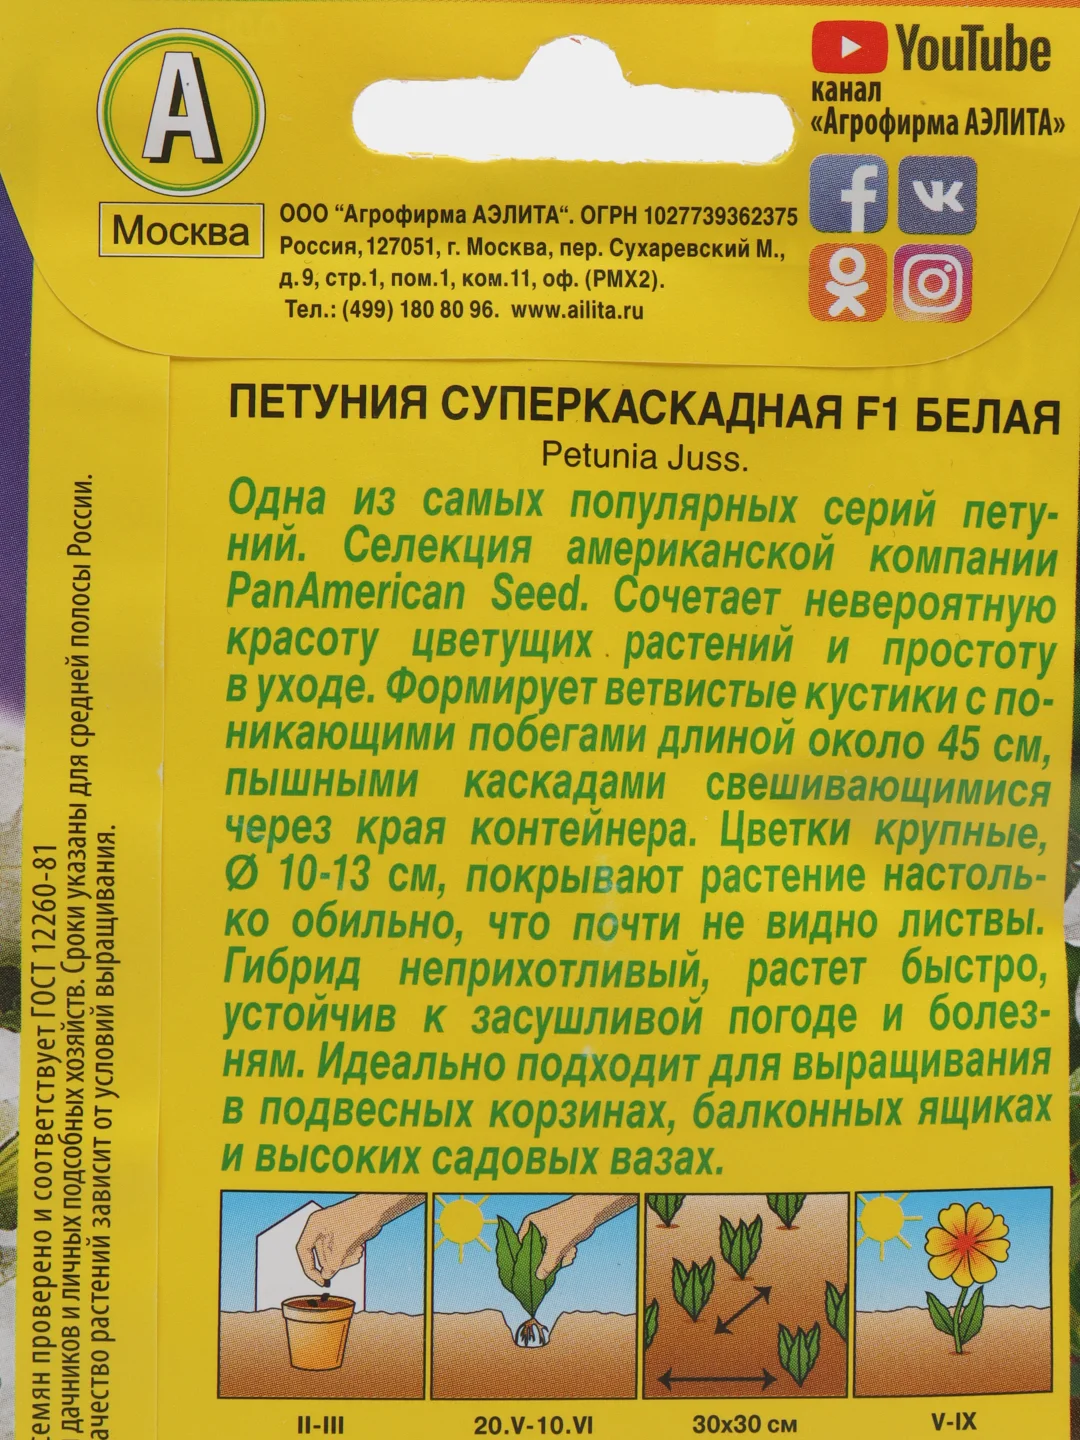 А
Москва
YouTube
канал
«Агрофирма АЭЛИТА»
ООО “Агрофирма АЭЛИТА“. ОГРН 1027739362375
Россия, 127051, г. Москва, пер. Сухаревский М.,
д.9, стр.1, пом.1, ком.11, оф. (РМХ2).
Тел.: (499) 180 80 96. www.ailita.ru
ПЕТУНИЯ СУПЕРКАСКАДНАЯ F1 БЕЛАЯ
Petunia Juss.
Одна из самых популярных серий пету-
ний. Селекция американской компании
PanAmerican Seed. Сочетает невероятную
красоту цветущих растений и простоту
в уходе. Формирует ветвистые кустики с по-
никающими побегами длиной около 45 см,
пышными каскадами свешивающимися
через края контейнера. Цветки крупные,
Ø 10-13 см, покрывают растение настоль-
ко обильно, что почти не видно листвы.
Гибрид неприхотливый, растет быстро,
устойчив к засушливой погоде и болез-
ням. Идеально подходит для выращивания
в подвесных корзинах, балконных ящиках
и высоких садовых вазах.
II-III
20.V-10.VI
30x30 см
V-IX
проверено и соответствует ГОСТ 12260-81
дачников и личных подсобных хозяйств. Сроки указаны для средней полосы России.
растений зависит от условий выращивания.